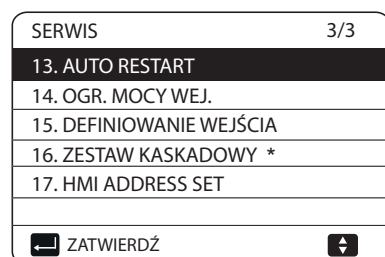 SERWIS 3/3
13. AUTO RESTART
14. OGR. MOCY WEJ.
15. DEFINIOWANIE WEJŚCIA
16. ZESTAW KASKADOWY *
17. HMI ADDRESS SET
ZATWIERDŹ